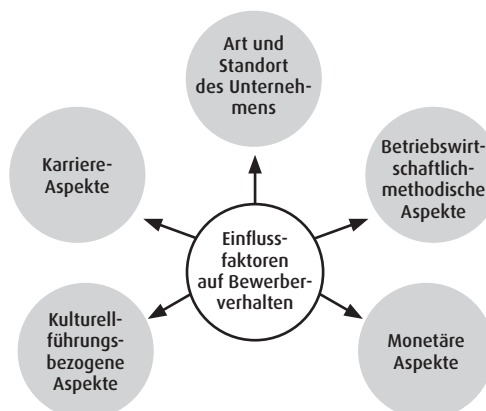 Art und
Standort
des Unterneh-
mens
Karriere-
Aspekte
Betriebswirt-
schaftlich-
methodische
Aspekte
Einfluss-
faktoren
auf Bewerber-
verhalten
Kulturell-
führungs-
bezogene
Aspekte
Monetäre
Aspekte